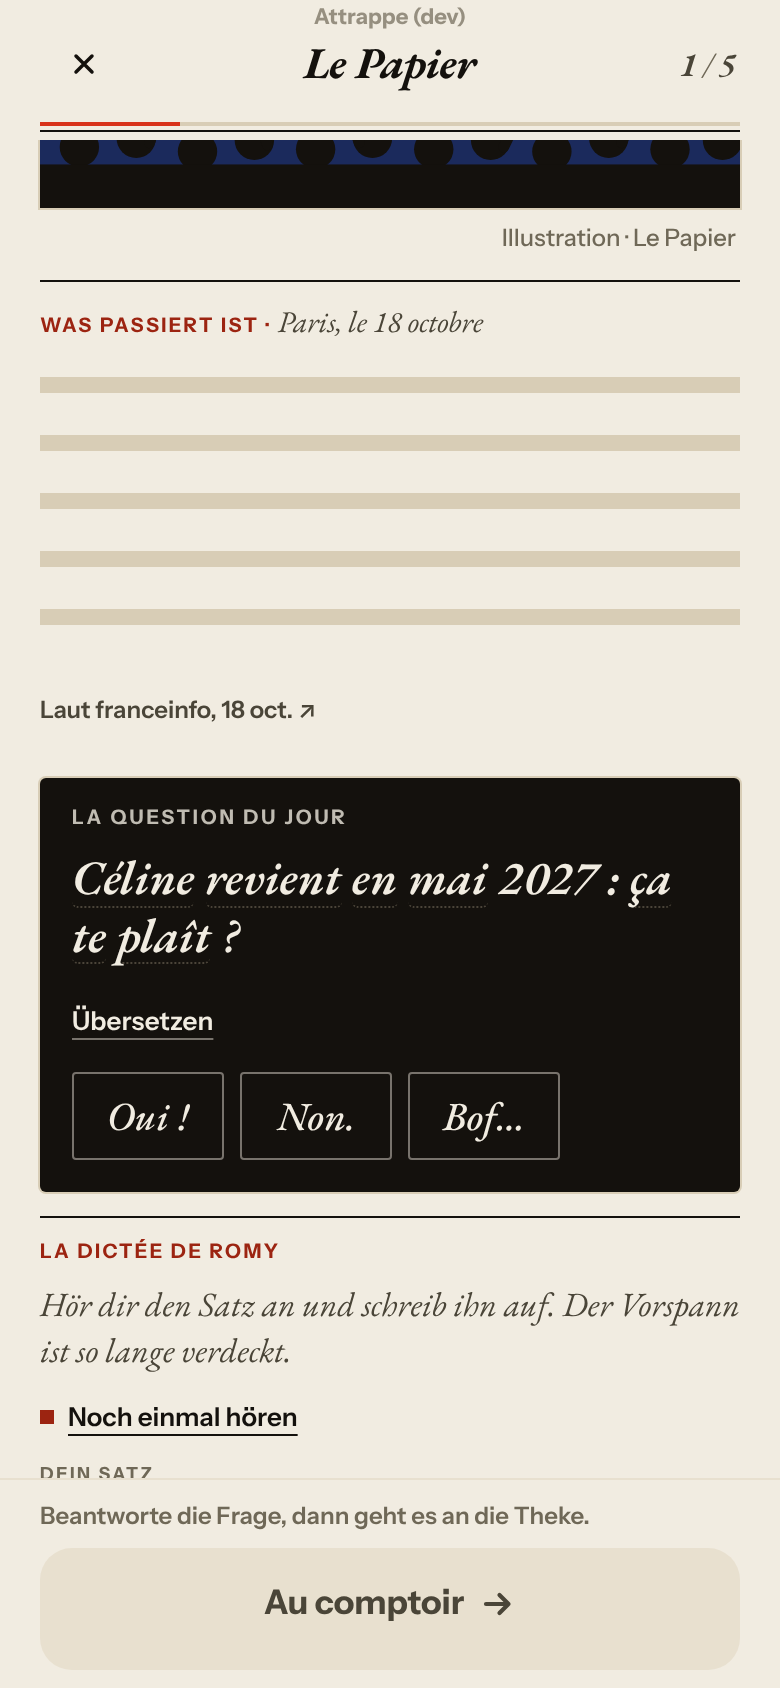 Attrappe (dev)
Le Papier
1 / 5
Illustration · Le Papier
WAS PASSIERT IST · Paris, le 18 octobre
Laut franceinfo, 18 oct. ↗
LA QUESTION DU JOUR
Céline revient en mai 2027 : ça
te plaît ?
Übersetzen
Oui !
Non.
Bof…
LA DICTÉE DE ROMY
Hör dir den Satz an und schreib ihn auf. Der Vorspann
ist so lange verdeckt.
Noch einmal hören
DEIN SATZ
Beantworte die Frage, dann geht es an die Theke.
Au comptoir →